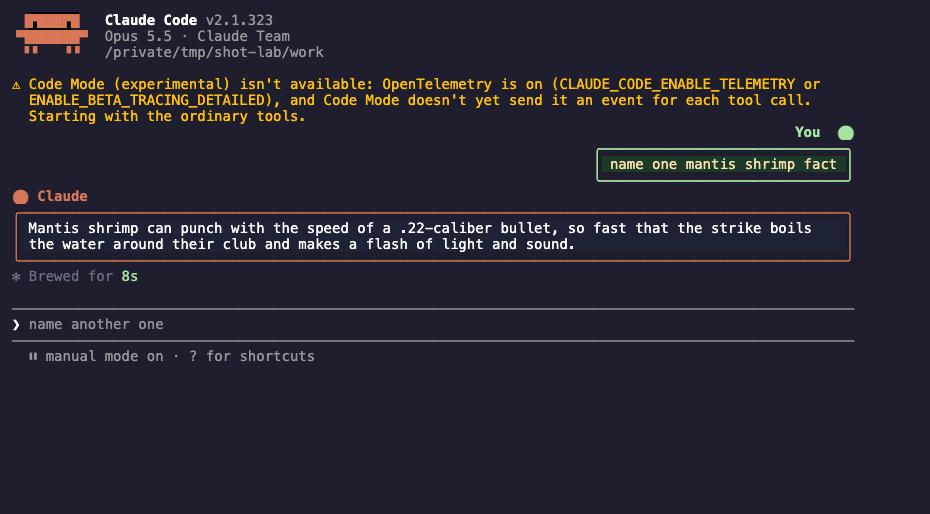 Claude Code v2.1.323
Opus 5.5 · Claude Team
/private/tmp/shot-lab/work
⚠ Code Mode (experimental) isn't available: OpenTelemetry is on (CLAUDE_CODE_ENABLE_TELEMETRY or
ENABLE_BETA_TRACING_DETAILED), and Code Mode doesn't yet send it an event for each tool call.
Starting with the ordinary tools.
You
name one mantis shrimp fact
Claude
Mantis shrimp can punch with the speed of a .22-caliber bullet, so fast that the strike boils
the water around their club and makes a flash of light and sound.
✻ Brewed for 8s
❯ name another one
⏸ manual mode on · ? for shortcuts